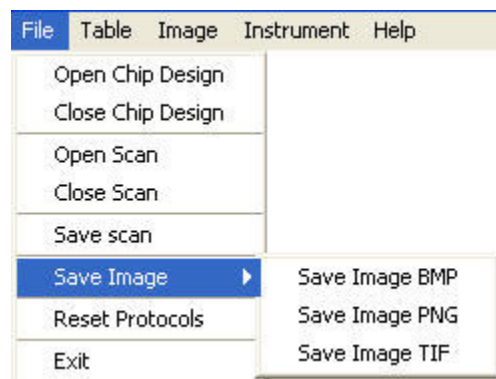 File Table Image Instrument Help
Open Chip Design
Close Chip Design
Open Scan
Close Scan
Save scan
Save Image
Save Image BMP
Reset Protocols
Save Image PNG
Exit
Save Image TIF